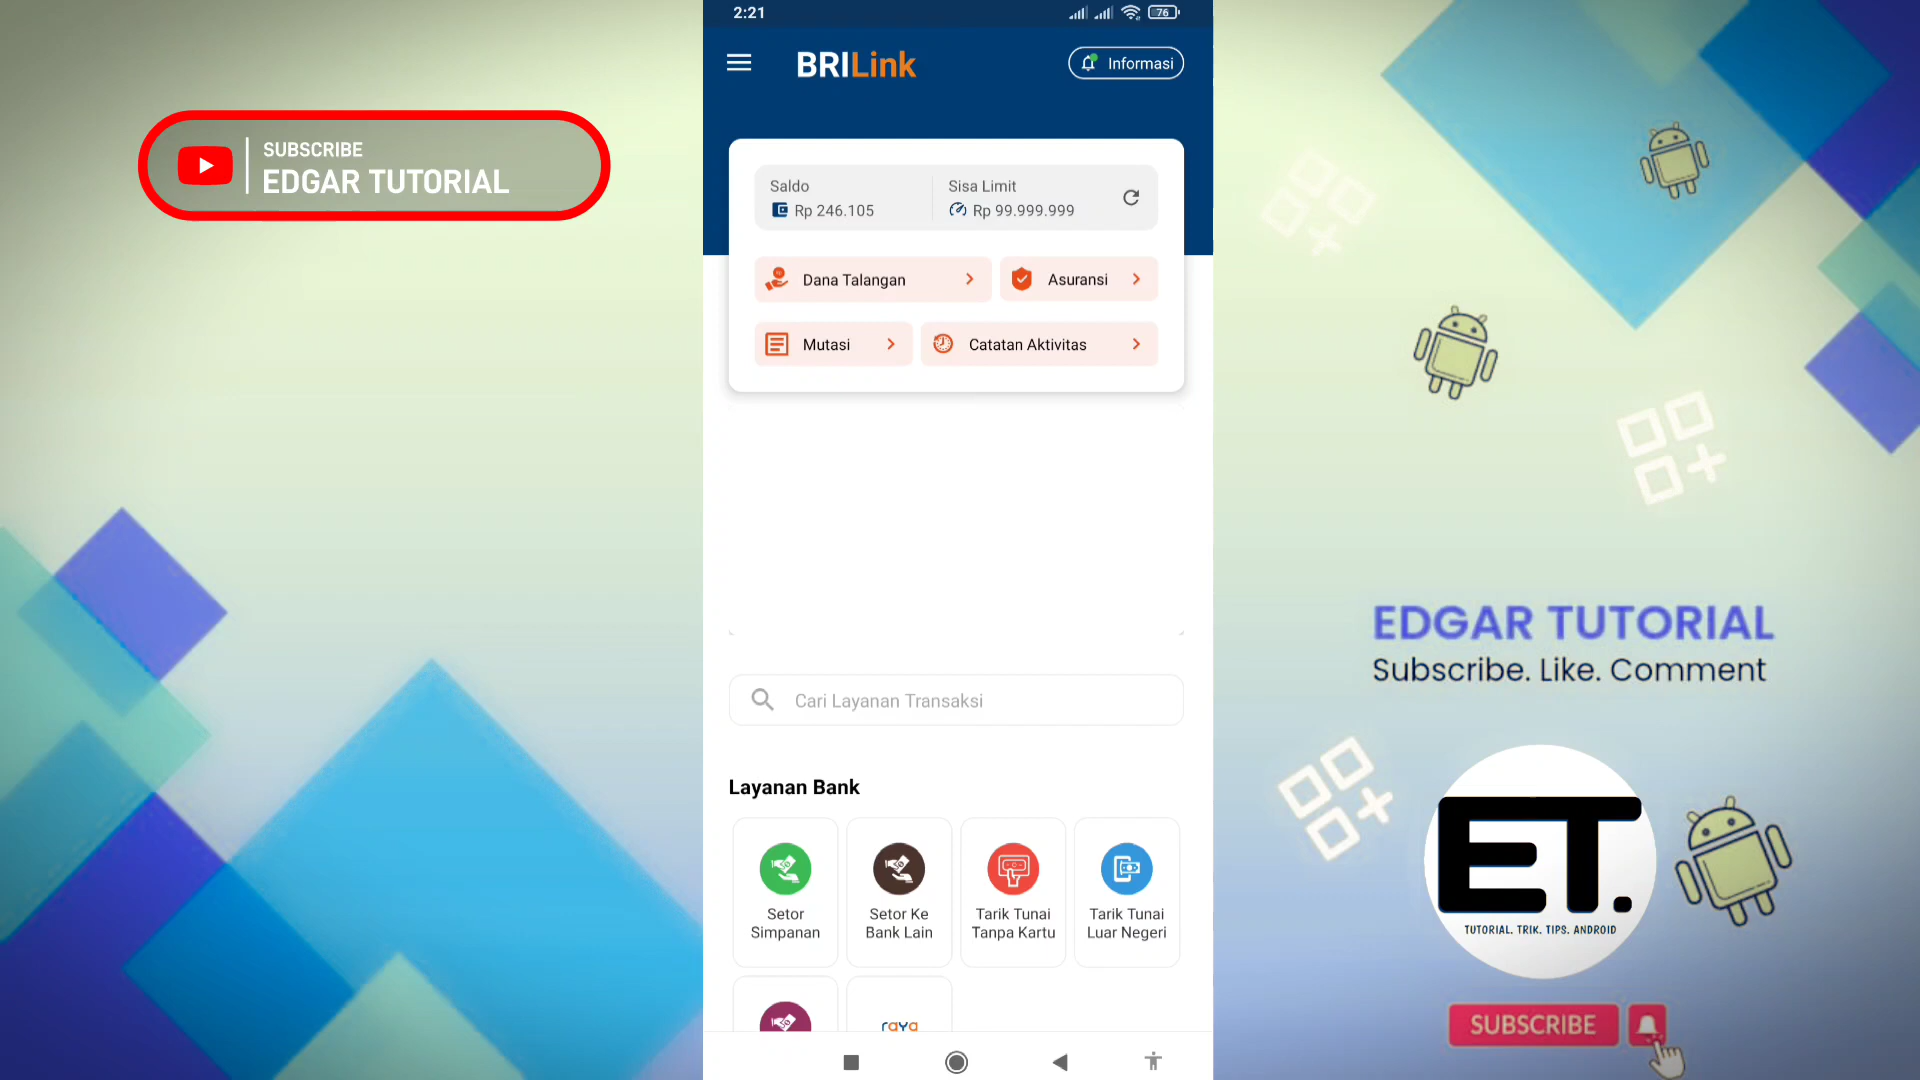 2:21
76
BRILink
Informasi
SUBSCRIBE
EDGAR TUTORIAL
Saldo
Rp 246.105
Sisa Limit
Rp 99.999.999
Dana Talangan
Asuransi
Mutasi
Catatan Aktivitas
Cari Layanan Transaksi
Layanan Bank
Setor
Simpanan
Setor Ke
Bank Lain
Tarik Tunai
Tanpa Kartu
Tarik Tunai
Luar Negeri
raya
EDGAR TUTORIAL
Subscribe. Like. Comment
ET.
TUTORIAL. TRIK. TIPS. ANDROID
SUBSCRIBE